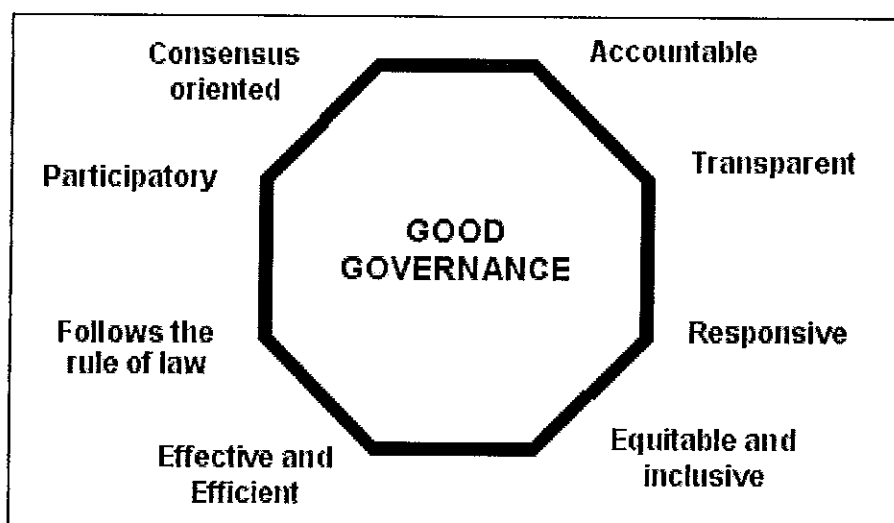 Consensus
oriented
Accountable
Participatory
Transparent
GOOD
GOVERNANCE
Follows the
rule of law
Responsive
Effective and
Efficient
Equitable and
inclusive